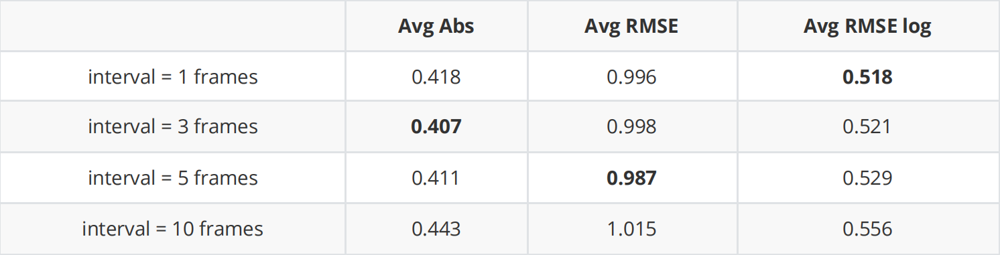 Avg Abs Avg RMSE Avg RMSE log
interval = 1 frames 0.418 0.996 0.518
interval = 3 frames 0.407 0.998 0.521
interval = 5 frames 0.411 0.987 0.529
interval = 10 frames 0.443 1.015 0.556